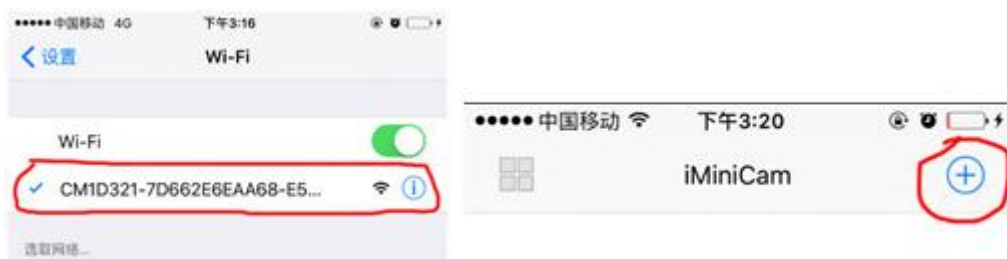 中国移动 4G 下午3:16
设置 Wi-Fi
Wi-Fi
CM1D321-7D662E6EAA68-E5...
选取网络...
中国移动 下午3:20
iMiniCam